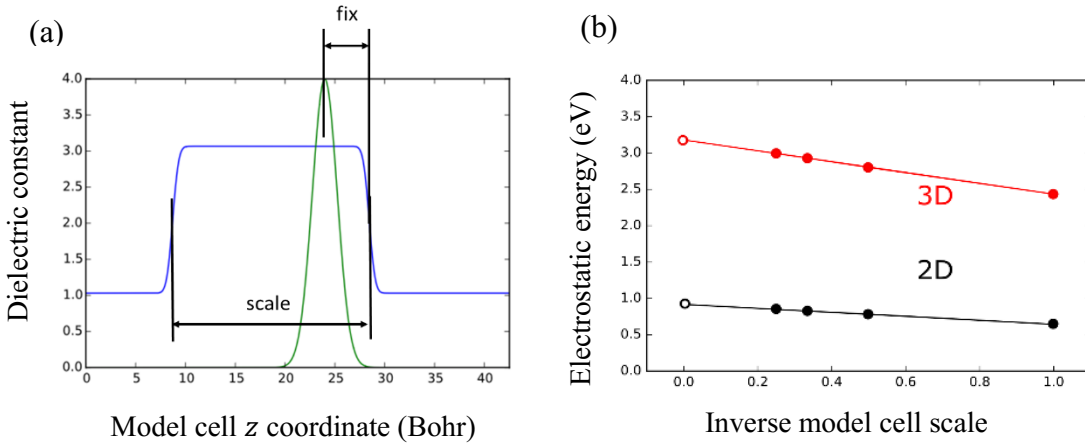 (a)
fix
Dielectric constant
4.0
3.5
3.0
2.5
2.0
1.5
1.0
0.5
0.0
scale
0 5 10 15 20 25 30 35 40
Model cell z coordinate (Bohr)
(b)
Electrostatic energy (eV)
4.0
3.5
3.0
2.5
2.0
1.5
1.0
0.5
0.0
3D
2D
0.0 0.2 0.4 0.6 0.8 1.0
Inverse model cell scale